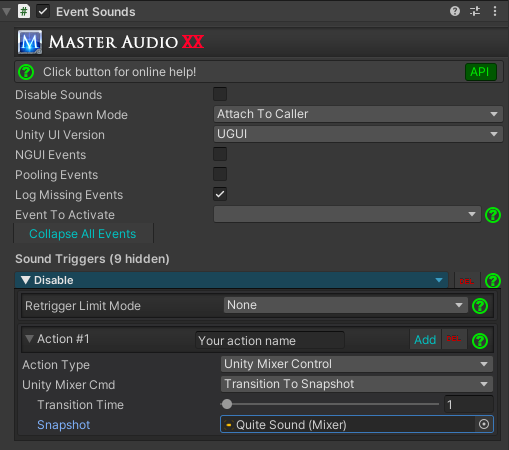 Event Sounds
MASTER AUDIO XX
Click button for online help! API
Disable Sounds
Sound Spawn Mode Attach To Caller
Unity UI Version UGUI
NGUI Events
Pooling Events
Log Missing Events
Event To Activate
Collapse All Events
Sound Triggers (9 hidden)
Disable
Retrigger Limit Mode None
Action #1 Your action name Add
Action Type Unity Mixer Control
Unity Mixer Cmd Transition To Snapshot
Transition Time 1
Snapshot Quite Sound (Mixer)